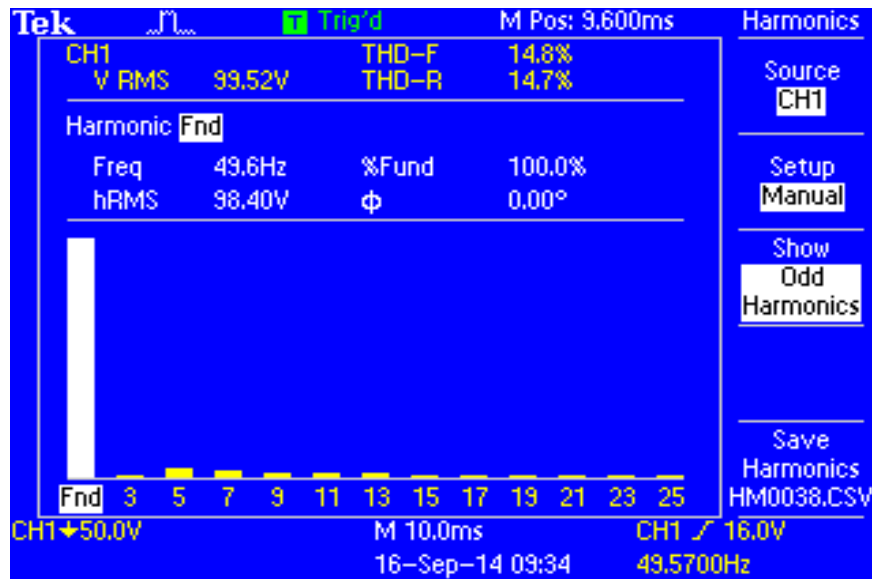 Tek T Trig'd M Pos: 9.600ms Harmonics
CH1 THD-F 14.8%
V RMS 99.52V THD-R 14.7%
Source
CH1
Harmonic Fnd
Freq 49.6Hz %Fund 100.0%
hRMS 98.40V ϕ 0.00°
Setup
Manual
Show
Odd
Harmonics
Save
Harmonics
HM0038.CSV
Fnd 3 5 7 9 11 13 15 17 19 21 23 25
CH1 50.0V M 10.0ms CH1 16.0V
16-Sep-14 09:34 49.5700Hz